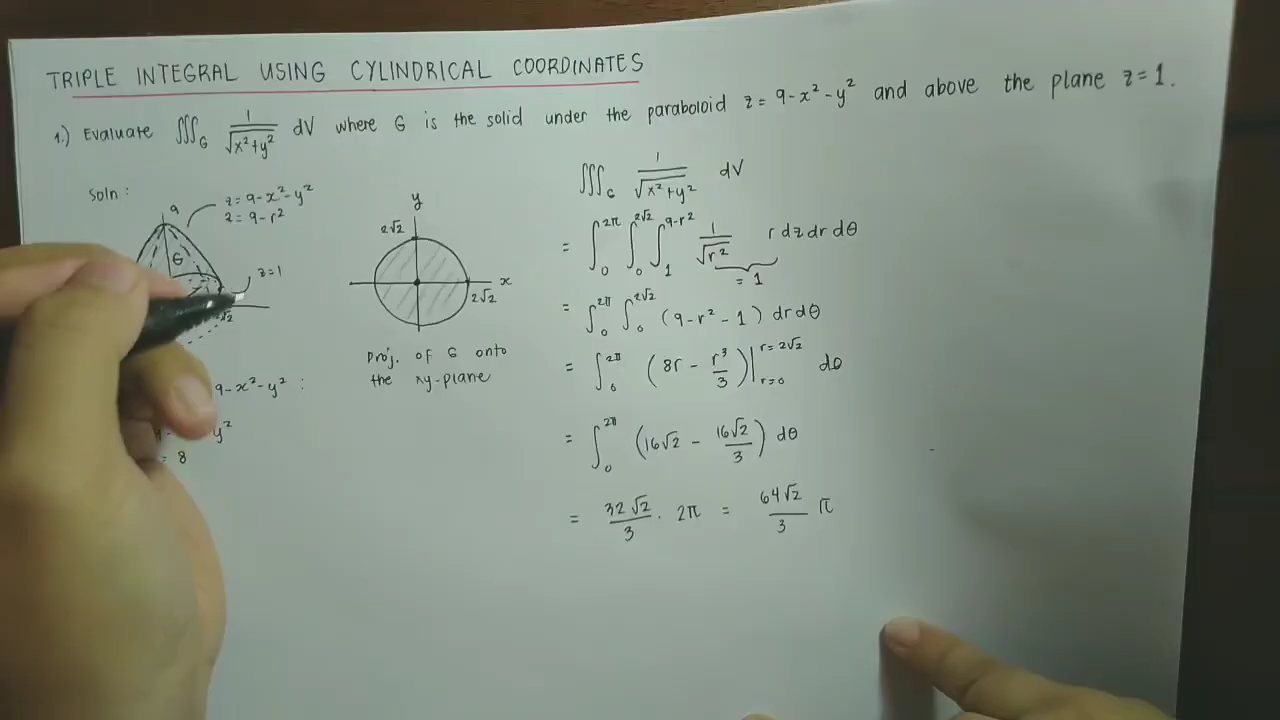 TRIPLE INTEGRAL USING CYLINDRICAL COORDINATES
1.) Evaluate ∭_G 1/√(x²+y²) dV where G is the solid under the paraboloid z = 9-x²-y² and above the plane z=1.
Soln:
9
z=9-x²-y²
z=9-r²
G
z=1
y
2√2
x
2√2
Proj. of G onto
the xy-plane
9-x²-y² :
y²
= 8
∭_G 1/√(x²+y²) dV
= ∫_0^{2π} ∫_0^{2√2} ∫_1^{9-r²} 1/√(r²) r dz dr dθ
= 1
= ∫_0^{2π} ∫_0^{2√2} (9-r²-1) dr dθ
= ∫_0^{2π} (8r - r³/3) |_{r=0}^{r=2√2} dθ
= ∫_0^{2π} (16√2 - 16√2/3) dθ
= 32√2/3 · 2π = 64√2/3 π